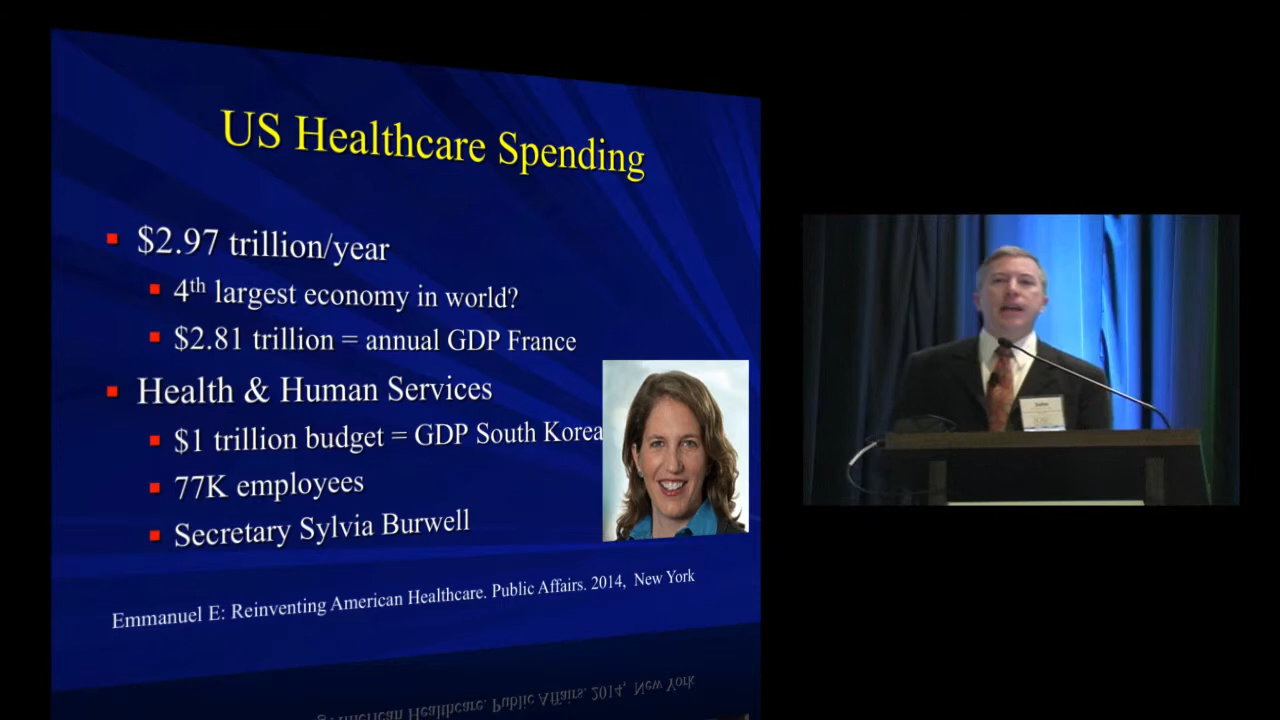 US Healthcare Spending
$2.97 trillion/year
4th largest economy in world?
$2.81 trillion = annual GDP France
Health & Human Services
$1 trillion budget = GDP South Korea
77K employees
Secretary Sylvia Burwell
Emmanuel E: Reinventing American Healthcare. Public Affairs. 2014, New York